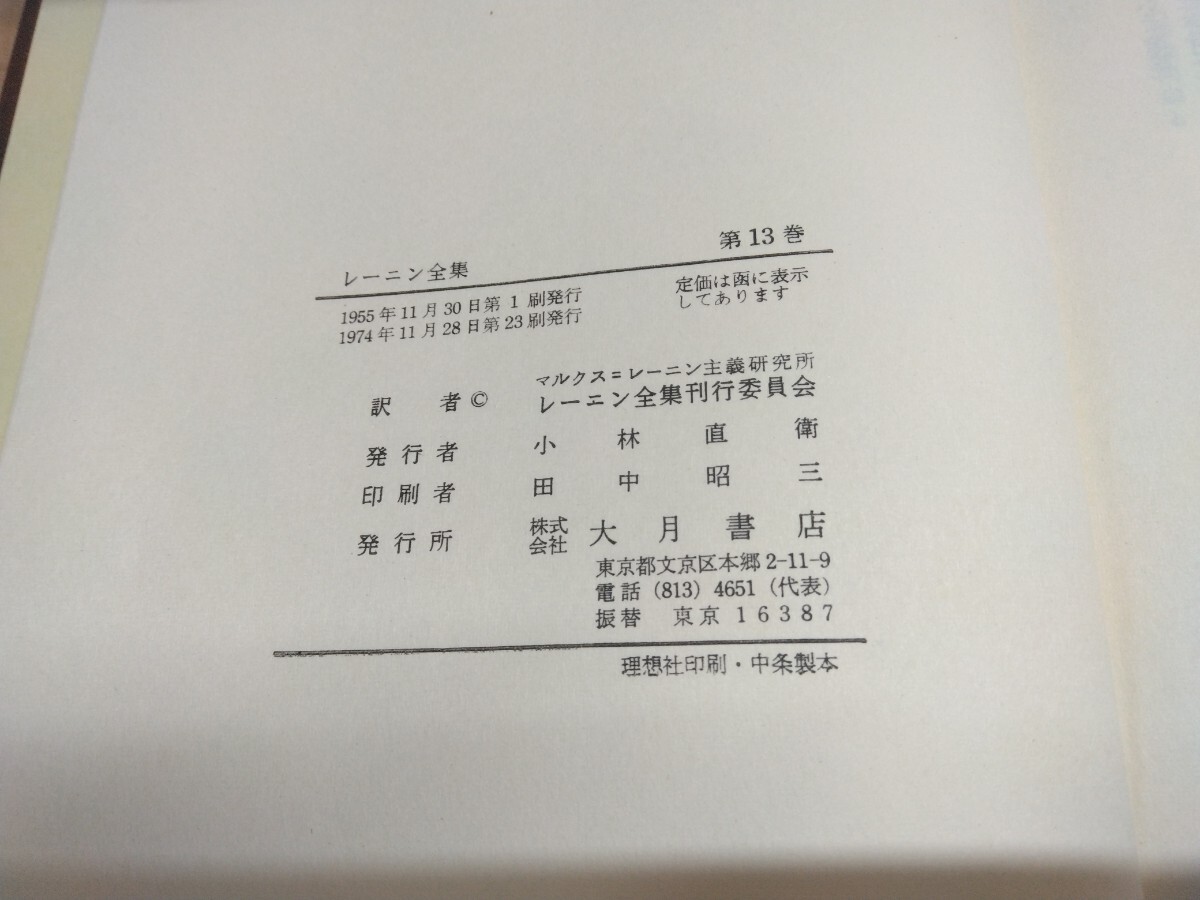 レーニン全集 第13巻
1955年11月30日第1刷発行
1974年11月28日第23刷発行
定価は函に表示
してあります
訳者© マルクス=レーニン主義研究所
レーニン全集刊行委員会
発行者 小林直衛
印刷者 田中昭三
発行所 株式会社 大月書店
東京都文京区本郷2-11-9
電話(813)4651(代表)
振替 東京 16387
理想社印刷・中条製本